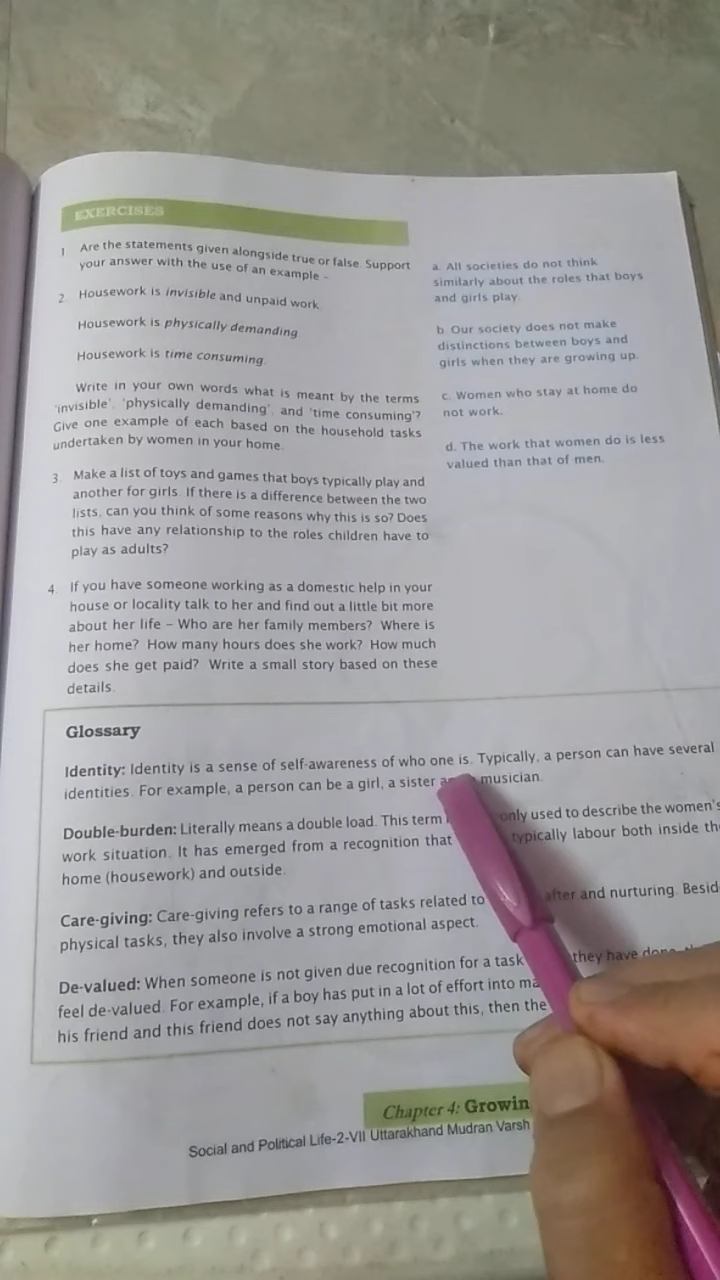 EXERCISES
1 Are the statements given alongside true or false. Support
your answer with the use of an example –
2. Housework is invisible and unpaid work.
Housework is physically demanding.
Housework is time consuming.
Write in your own words what is meant by the terms
'invisible', 'physically demanding', and 'time consuming'?
Give one example of each based on the household tasks
undertaken by women in your home.
3. Make a list of toys and games that boys typically play and
another for girls. If there is a difference between the two
lists, can you think of some reasons why this is so? Does
this have any relationship to the roles children have to
play as adults?
4. If you have someone working as a domestic help in your
house or locality talk to her and find out a little bit more
about her life – Who are her family members? Where is
her home? How many hours does she work? How much
does she get paid? Write a small story based on these
details.
a. All societies do not think
similarly about the roles that boys
and girls play.
b. Our society does not make
distinctions between boys and
girls when they are growing up.
c. Women who stay at home do
not work.
d. The work that women do is less
valued than that of men.
Glossary
Identity: Identity is a sense of self-awareness of who one is. Typically, a person can have several
identities. For example, a person can be a girl, a sister musician.
Double-burden: Literally means a double load. This term only used to describe the women's
work situation. It has emerged from a recognition that typically labour both inside the
home (housework) and outside.
Care-giving: Care-giving refers to a range of tasks related to after and nurturing.
physical tasks, they also involve a strong emotional aspect.
De-valued: When someone is not given due recognition for a task they have
feel de-valued. For example, if a boy has put in a lot of effort into
his friend and this friend does not say anything about this, then the
Chapter 4: Growin
Social and Political Life-2-VII Uttarakhand Mudran Varsh